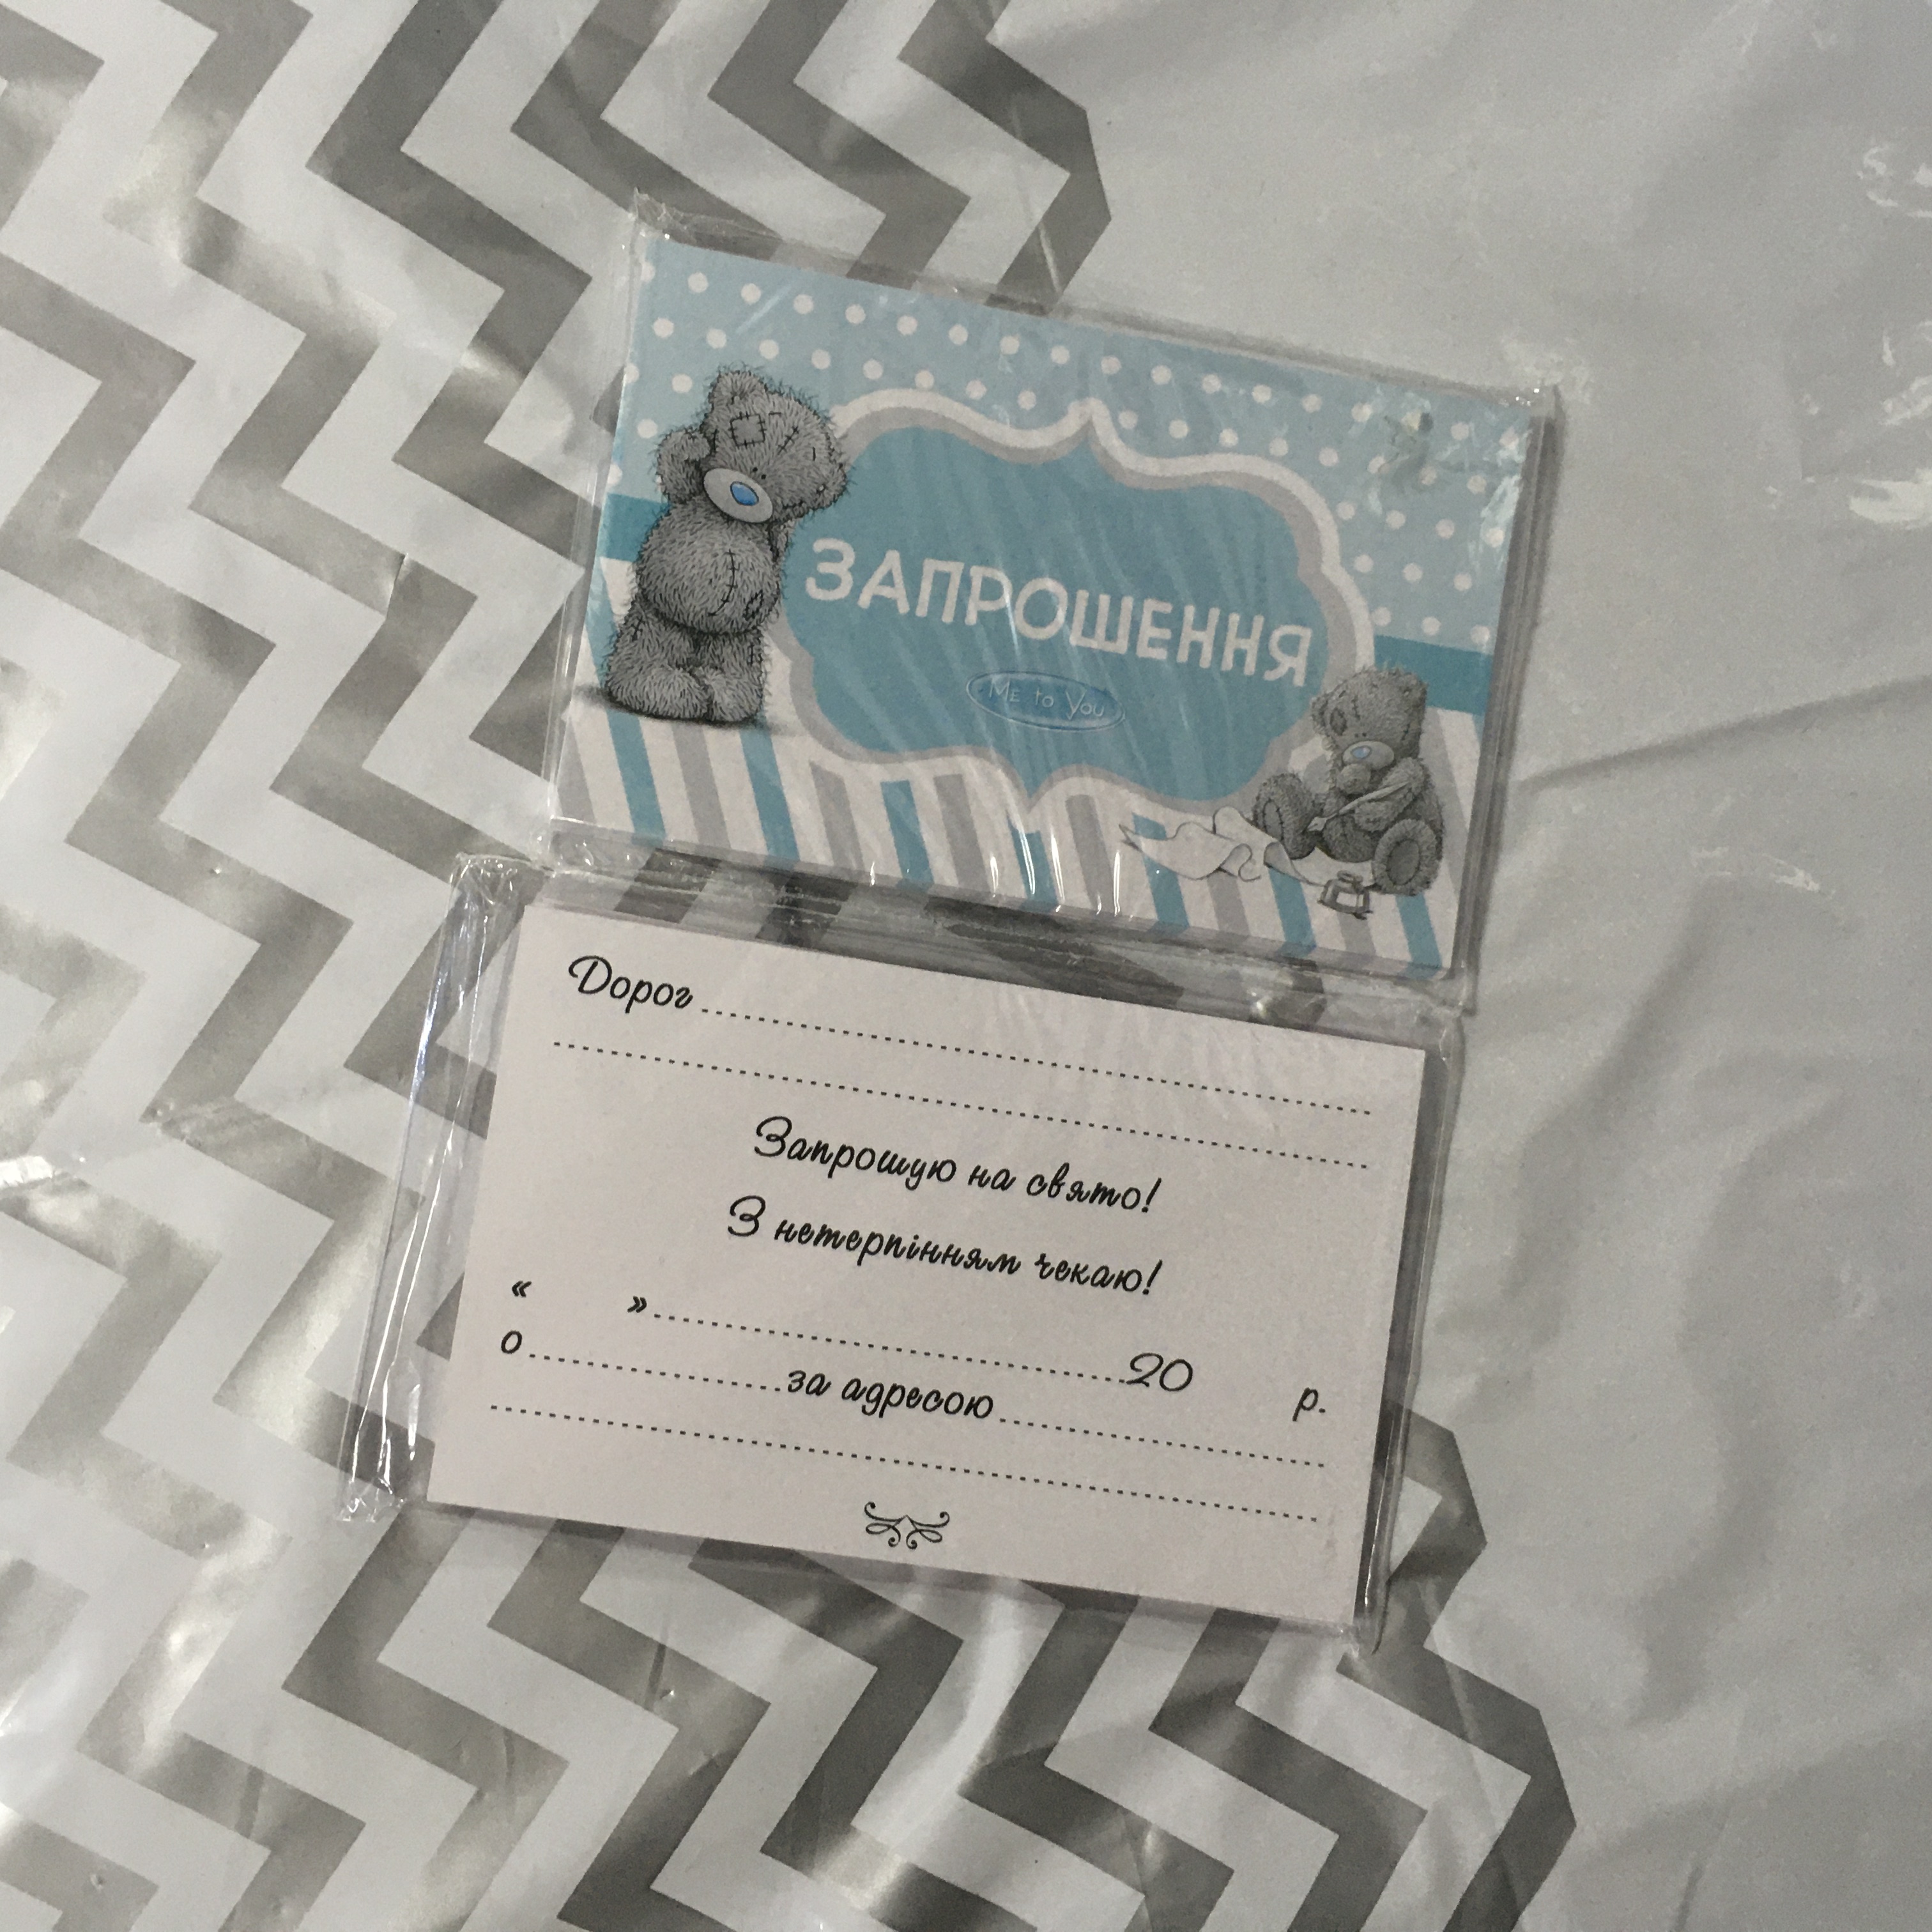 ЗАПРОШЕННЯ
ME to You
Дорог
Запрошую на свято!
З нетерпінням чекаю!
« » 20 р.
о за адресою